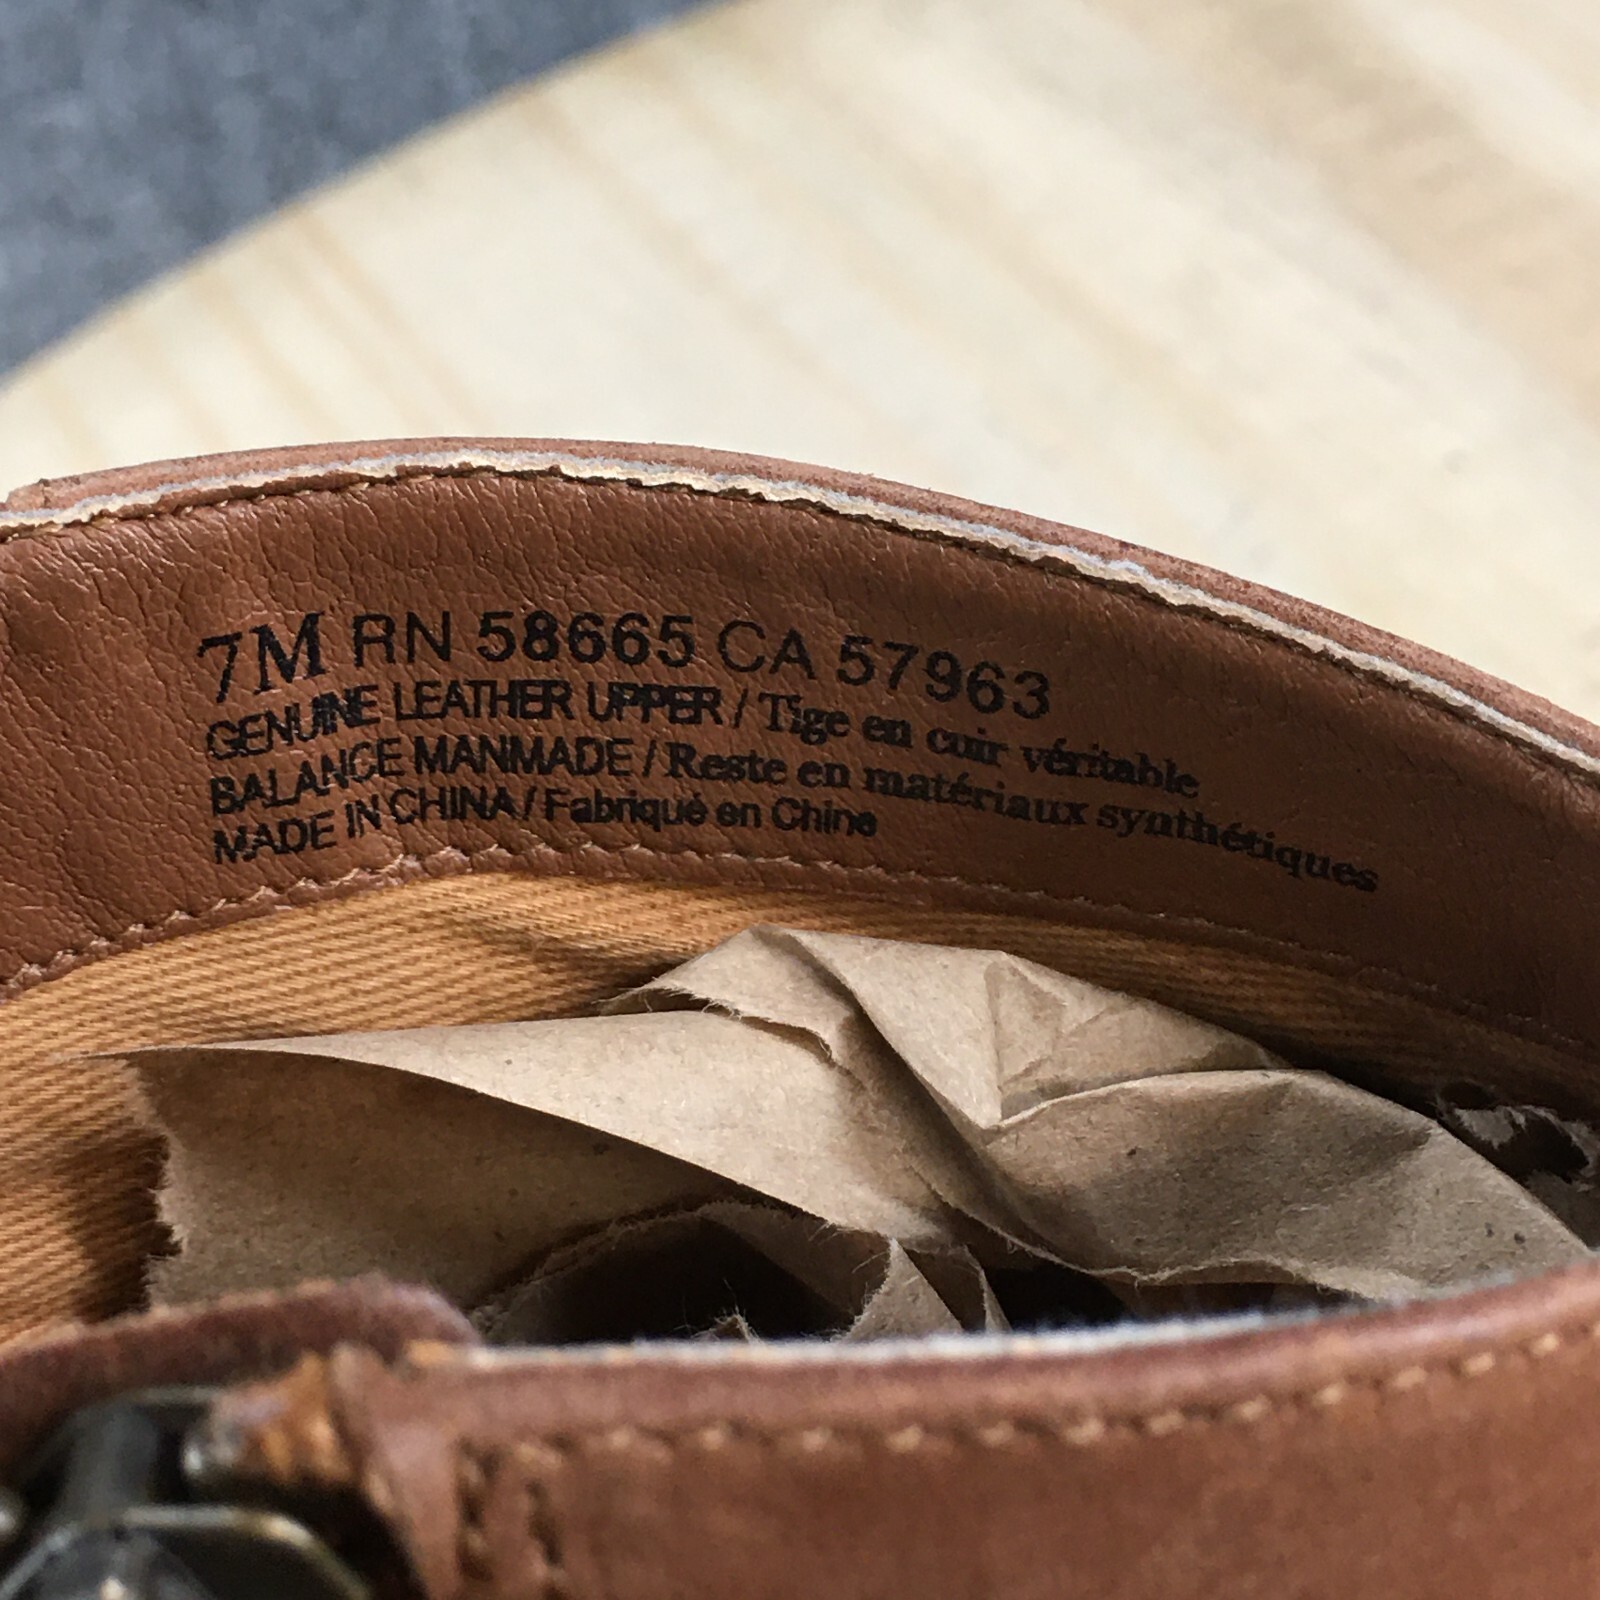 7M RN 58665 CA 57963
GENUINE LEATHER UPPER / Tige en cuir véritable
BALANCE MANMADE / Reste en matériaux synthétiques
MADE IN CHINA / Fabriqué en Chine